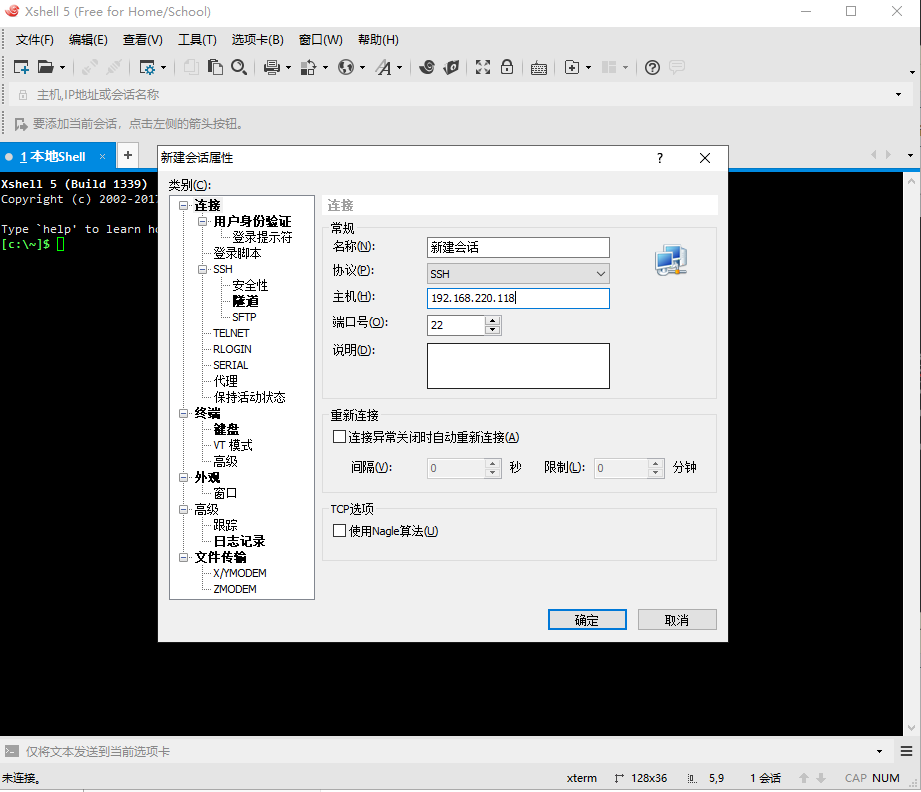 Xshell 5 (Free for Home/School)
文件(F) 编辑(E) 查看(V) 工具(T) 选项卡(B) 窗口(W) 帮助(H)
主机,IP地址或会话名称
要添加当前会话，点击左侧的箭头按钮。
1 本地Shell × +
Xshell 5 (Build 1339)
Copyright (c) 2002-2017
Type `help' to learn ho
[c:\~]$
新建会话属性 ?
类别(C):
连接
用户身份验证
登录提示符
登录脚本
SSH
安全性
隧道
SFTP
TELNET
RLOGIN
SERIAL
代理
保持活动状态
终端
键盘
VT 模式
高级
外观
窗口
高级
跟踪
日志记录
文件传输
X/YMODEM
ZMODEM
连接
常规
名称(N): 新建会话
协议(P): SSH
主机(H): 192.168.220.118
端口号(O): 22
说明(D):
重新连接
连接异常关闭时自动重新连接(A)
间隔(V): 0 秒 限制(L): 0 分钟
TCP选项
使用Nagle算法(U)
确定 取消
仅将文本发送到当前选项卡
未连接。 xterm 128x36 5,9 1 会话 CAP NUM